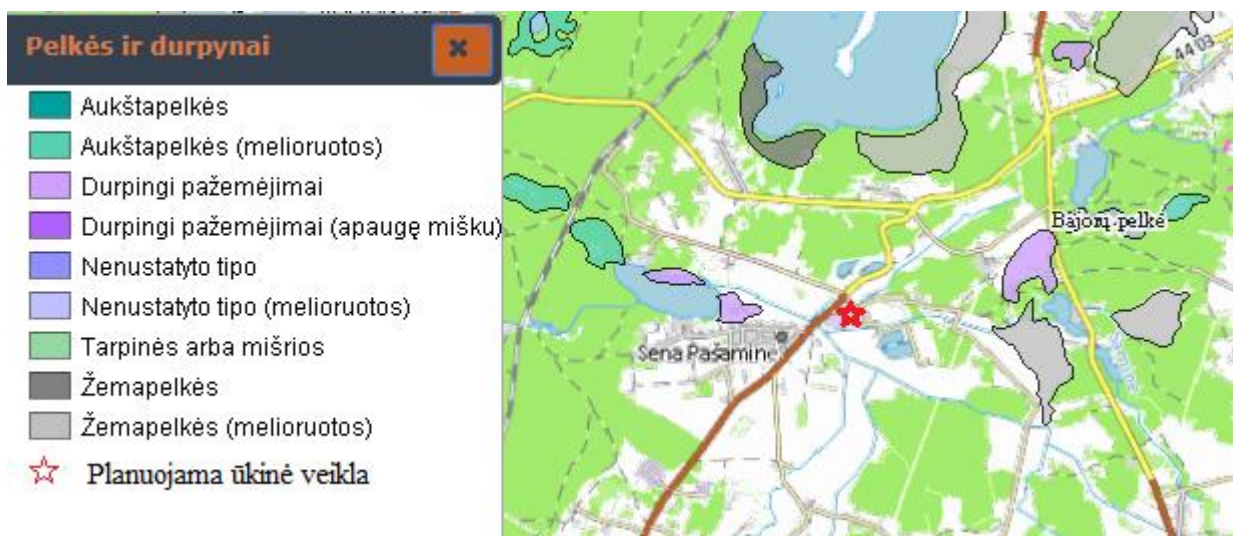 Pelkės ir durpynai
Aukštapelkės
Aukštapelkės (melioruotos)
Durpingi pažemėjimai
Durpingi pažemėjimai (apaugę mišku)
Nenustatyto tipo
Nenustatyto tipo (melioruotos)
Tarpinės arba mišrios
Žemapelkės
Žemapelkės (melioruotos)
Planuojama ūkinė veikla
4403
Bajorų pelkė
Sena Pašaminė